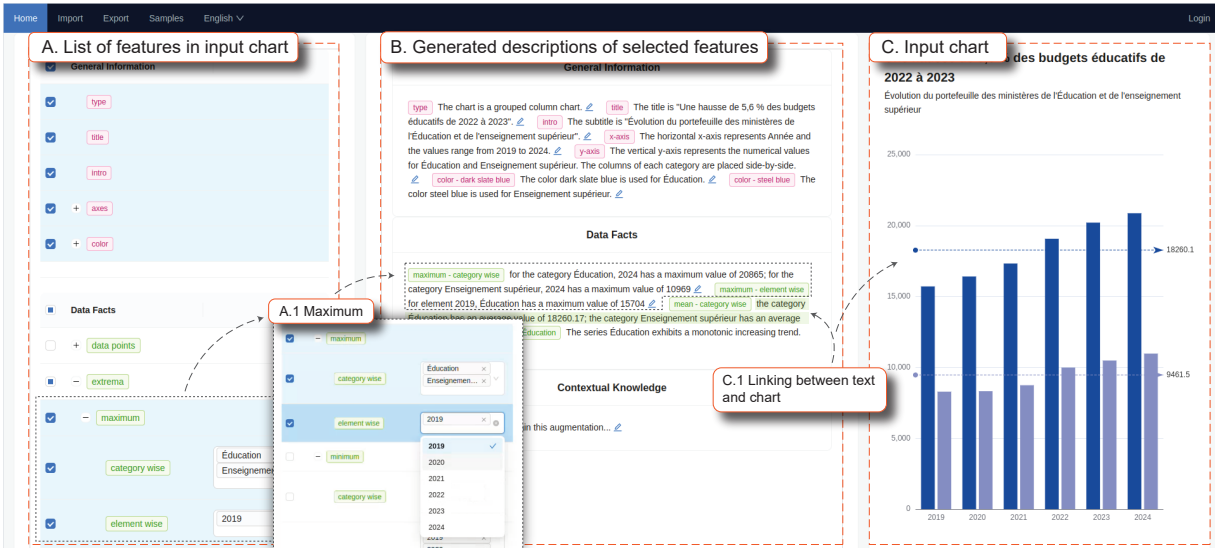 Home Import Export Samples English Login
A. List of features in input chart
General Information
type
title
intro
+ axes
+ color
Data Facts
+ data points
− extrema
− maximum
category wise
Éducation
Enseigneme
element wise
2019
A.1 Maximum
− maximum
category wise
Éducation ×
Enseignemen... ×
element wise
2019 ×
2019
2020
2021
2022
2023
2024
− minimum
category wise
B. Generated descriptions of selected features
General Information
type The chart is a grouped column chart. title The title is "Une hausse de 5,6 % des budgets
éducatifs de 2022 à 2023". intro The subtitle is "Évolution du portefeuille des ministères de
l'Éducation et de l'enseignement supérieur". x-axis The horizontal x-axis represents Année and
the values range from 2019 to 2024. y-axis The vertical y-axis represents the numerical values
for Éducation and Enseignement supérieur. The columns of each category are placed side-by-side.
color - dark slate blue The color dark slate blue is used for Éducation. color - steel blue The
color steel blue is used for Enseignement supérieur.
Data Facts
maximum - category wise for the category Éducation, 2024 has a maximum value of 20865; for the
category Enseignement supérieur, 2024 has a maximum value of 10969 maximum - element wise
for element 2019, Éducation has a maximum value of 15704 mean - category wise the category
Éducation has an average value of 18260.17; the category Enseignement supérieur has an average
Éducation The series Éducation exhibits a monotonic increasing trend.
Contextual Knowledge
in this augmentation...
C.1 Linking between text
and chart
C. Input chart
% des budgets éducatifs de
2022 à 2023
Évolution du portefeuille des ministères de l'Éducation et de l'enseignement
supérieur
25,000
20,000
18260.1
15,000
10,000
9461.5
5,000
0
2019 2020 2021 2022 2023 2024